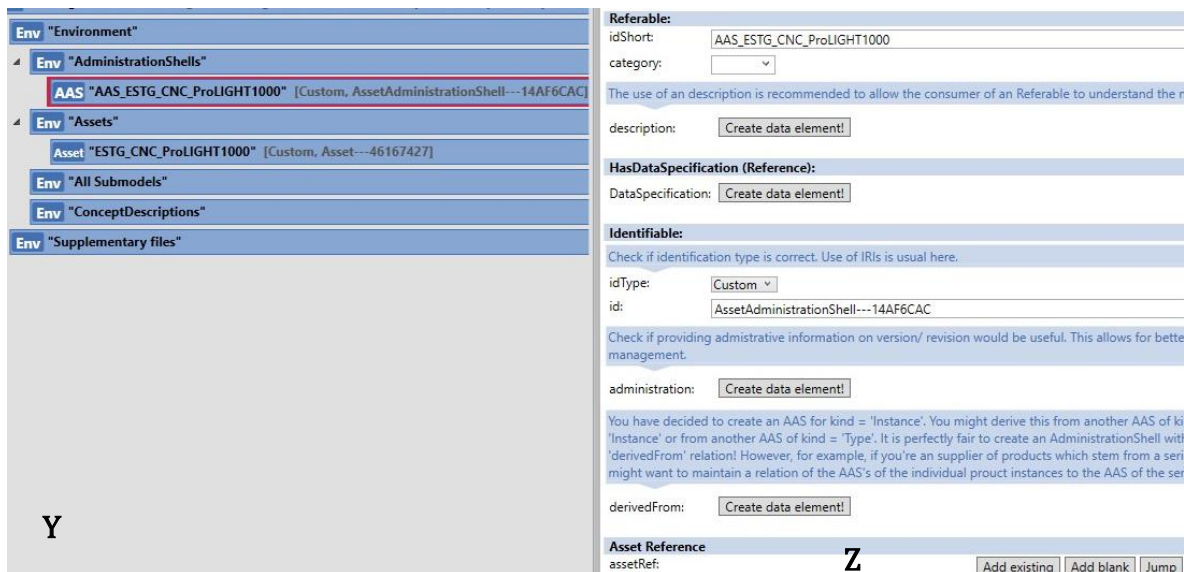 Env "Environment"
Env "AdministrationShells"
AAS "AAS_ESTG_CNC_ProLIGHT1000" [Custom, AssetAdministrationShell---14AF6CAC]
Env "Assets"
Asset "ESTG_CNC_ProLIGHT1000" [Custom, Asset---46167427]
Env "All Submodels"
Env "ConceptDescriptions"
Env "Supplementary files"
Y
Referable:
idShort: AAS_ESTG_CNC_ProLIGHT1000
category:
The use of an description is recommended to allow the consumer of an Referable to understand the
description: Create data element!
HasDataSpecification (Reference):
DataSpecification: Create data element!
Identifiable:
Check if identification type is correct. Use of IRIs is usual here.
idType: Custom
id: AssetAdministrationShell---14AF6CAC
Check if providing admistrative information on version/ revision would be useful. This allows for bette
management.
administration: Create data element!
You have decided to create an AAS for kind = 'Instance'. You might derive this from another AAS of ki
'Instance' or from another AAS of kind = 'Type'. It is perfectly fair to create an AdministrationShell with
'derivedFrom' relation! However, for example, if you're an supplier of products which stem from a seri
might want to maintain a relation of the AAS's of the individual prouct instances to the AAS of the ser
derivedFrom: Create data element!
Asset Reference
Z
assetRef: Add existing Add blank Jump